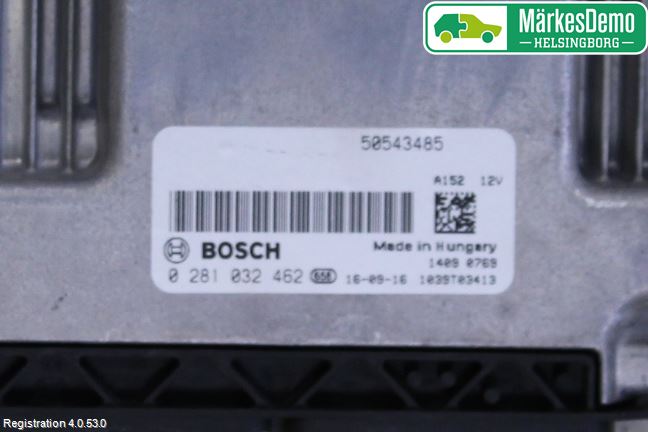 MärkesDemo
HELSINGBORG
50543485
A152 12V
BOSCH
Made in Hungary
1409 0769
0 281 032 462 656 16-09-16 1039T03413
Registration 4.0.53.0